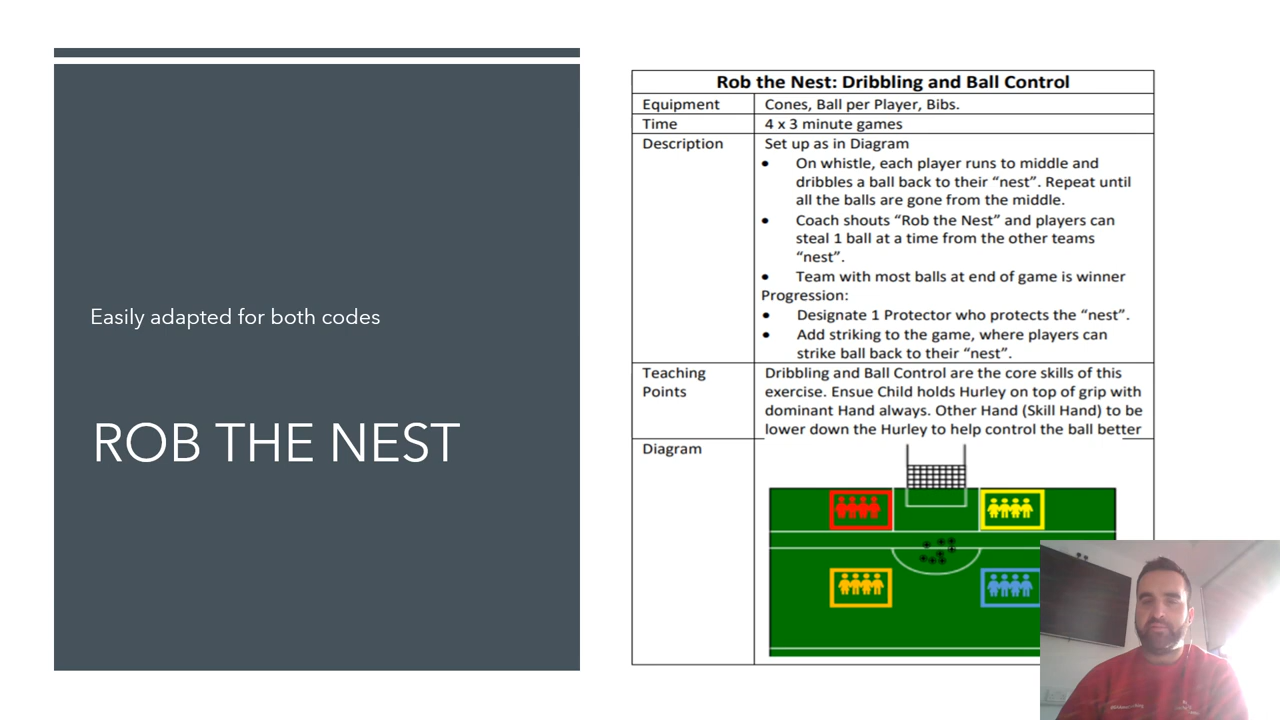 Easily adapted for both codes
ROB THE NEST
Rob the Nest: Dribbling and Ball Control
Equipment
Cones, Ball per Player, Bibs.
Time
4 x 3 minute games
Description
Set up as in Diagram
• On whistle, each player runs to middle and
dribbles a ball back to their “nest”. Repeat until
all the balls are gone from the middle.
• Coach shouts “Rob the Nest” and players can
steal 1 ball at a time from the other teams
“nest”.
• Team with most balls at end of game is winner
Progression:
• Designate 1 Protector who protects the “nest”.
• Add striking to the game, where players can
strike ball back to their “nest”.
Teaching
Points
Dribbling and Ball Control are the core skills of this
exercise. Ensue Child holds Hurley on top of grip with
dominant Hand always. Other Hand (Skill Hand) to be
lower down the Hurley to help control the ball better
Diagram